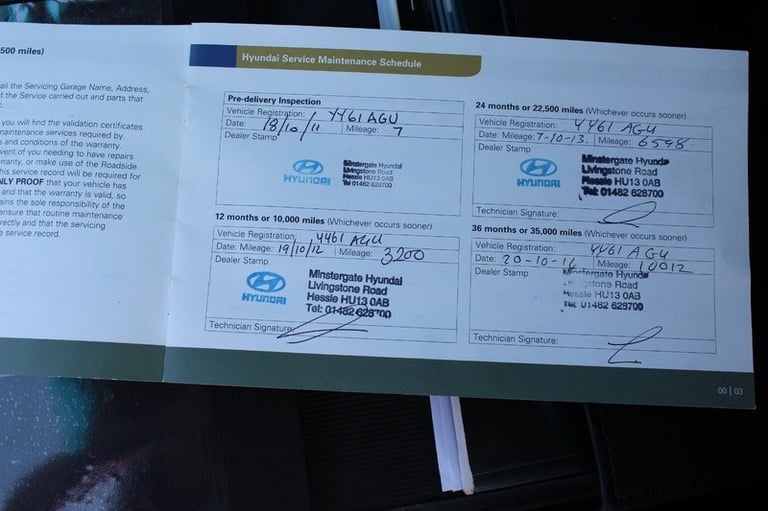 500 miles)
ail the Servicing Garage Name, Address,
f the Service carried out and parts that
you will find the validation certificates
maintenance services required by
s and conditions of the warranty.
vent of you needing to have repairs
rranty, or make use of the Roadside
his service record will be required for
NLY PROOF that your vehicle has
and that the warranty is valid, so
ains the sole responsibility of the
ensure that routine maintenance
rectly and that the servicing
e service record.
Hyundai Service Maintenance Schedule
Pre-delivery Inspection
Vehicle Registration: YY61 AGU
Date: 18/10/11 Mileage: 7
Dealer Stamp
HYUNDAI
Minstergate Hyundai
Livingstone Road
Hessle HU13 0AB
Tel: 01482 628700
12 months or 10,000 miles (Whichever occurs sooner)
Vehicle Registration: YY61 AGU
Date: Mileage: 19/10/12 Mileage: 3200
Dealer Stamp
HYUNDAI
Minstergate Hyundai
Livingstone Road
Hessle HU13 0AB
Tel: 01482 628700
Technician Signature:
24 months or 22,500 miles (Whichever occurs sooner)
Vehicle Registration: YY61 AGU
Date: Mileage: 7-10-13. Mileage: 6598.
Dealer Stamp
HYUNDAI
Minstergate Hyundai
Livingstone Road
Hessle HU13 0AB
Tel: 01482 628700
Technician Signature:
36 months or 35,000 miles (Whichever occurs sooner)
Vehicle Registration: YY61 AGU
Date: Mileage: 20-10-14 Mileage: 10012
Dealer Stamp
Minstergate Hyundai
Livingstone Road
Hessle HU13 0AB
Tel: 01482 628700
Technician Signature:
00 | 03